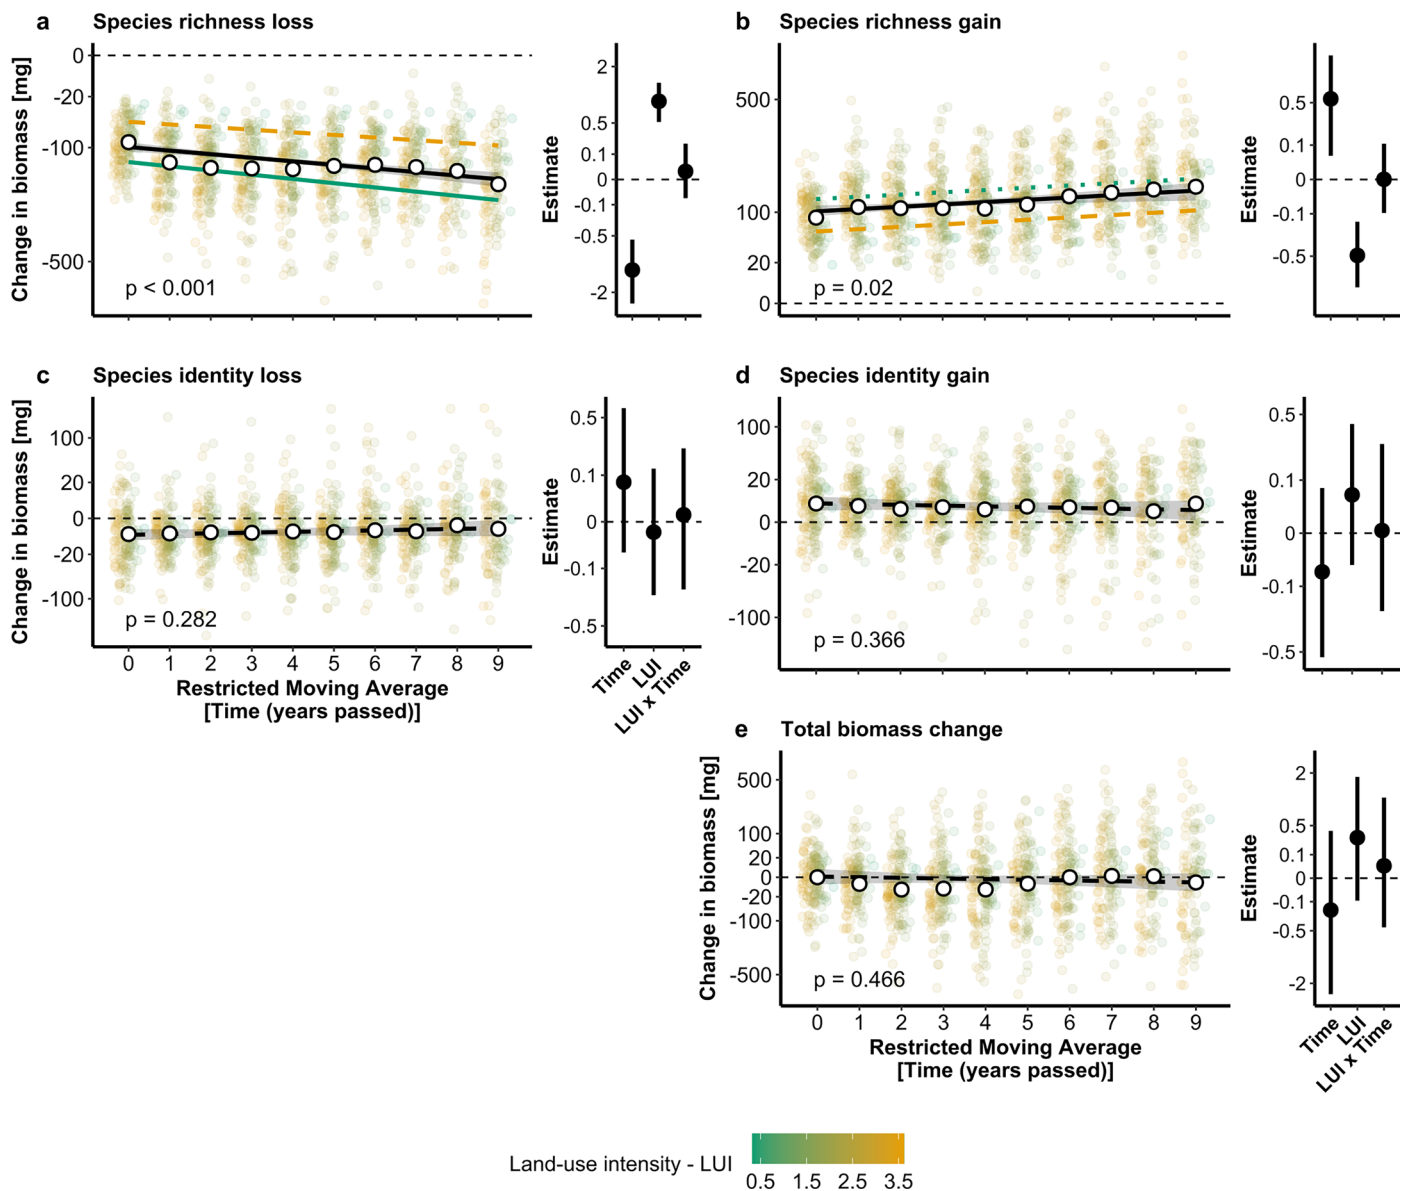 a Species richness loss
Change in biomass [mg]
0
-20
-100
-500
p < 0.001
Estimate
2
0.5
0.1
0
-0.1
-0.5
-2
b Species richness gain
500
100
20
0
p = 0.02
Estimate
0.5
0.1
0
-0.1
-0.5
c Species identity loss
Change in biomass [mg]
100
20
0
-20
-100
p = 0.282
0 1 2 3 4 5 6 7 8 9
Restricted Moving Average
[Time (years passed)]
Estimate
0.5
0.1
0
-0.1
-0.5
Time
LUI
LUI x Time
d Species identity gain
100
20
0
-20
-100
p = 0.366
Estimate
0.5
0.1
0
-0.1
-0.5
e Total biomass change
Change in biomass [mg]
500
100
20
0
-20
-100
-500
p = 0.466
0 1 2 3 4 5 6 7 8 9
Restricted Moving Average
[Time (years passed)]
Estimate
2
0.5
0.1
0
-0.1
-0.5
-2
Time
LUI
LUI x Time
Land-use intensity - LUI
0.5 1.5 2.5 3.5